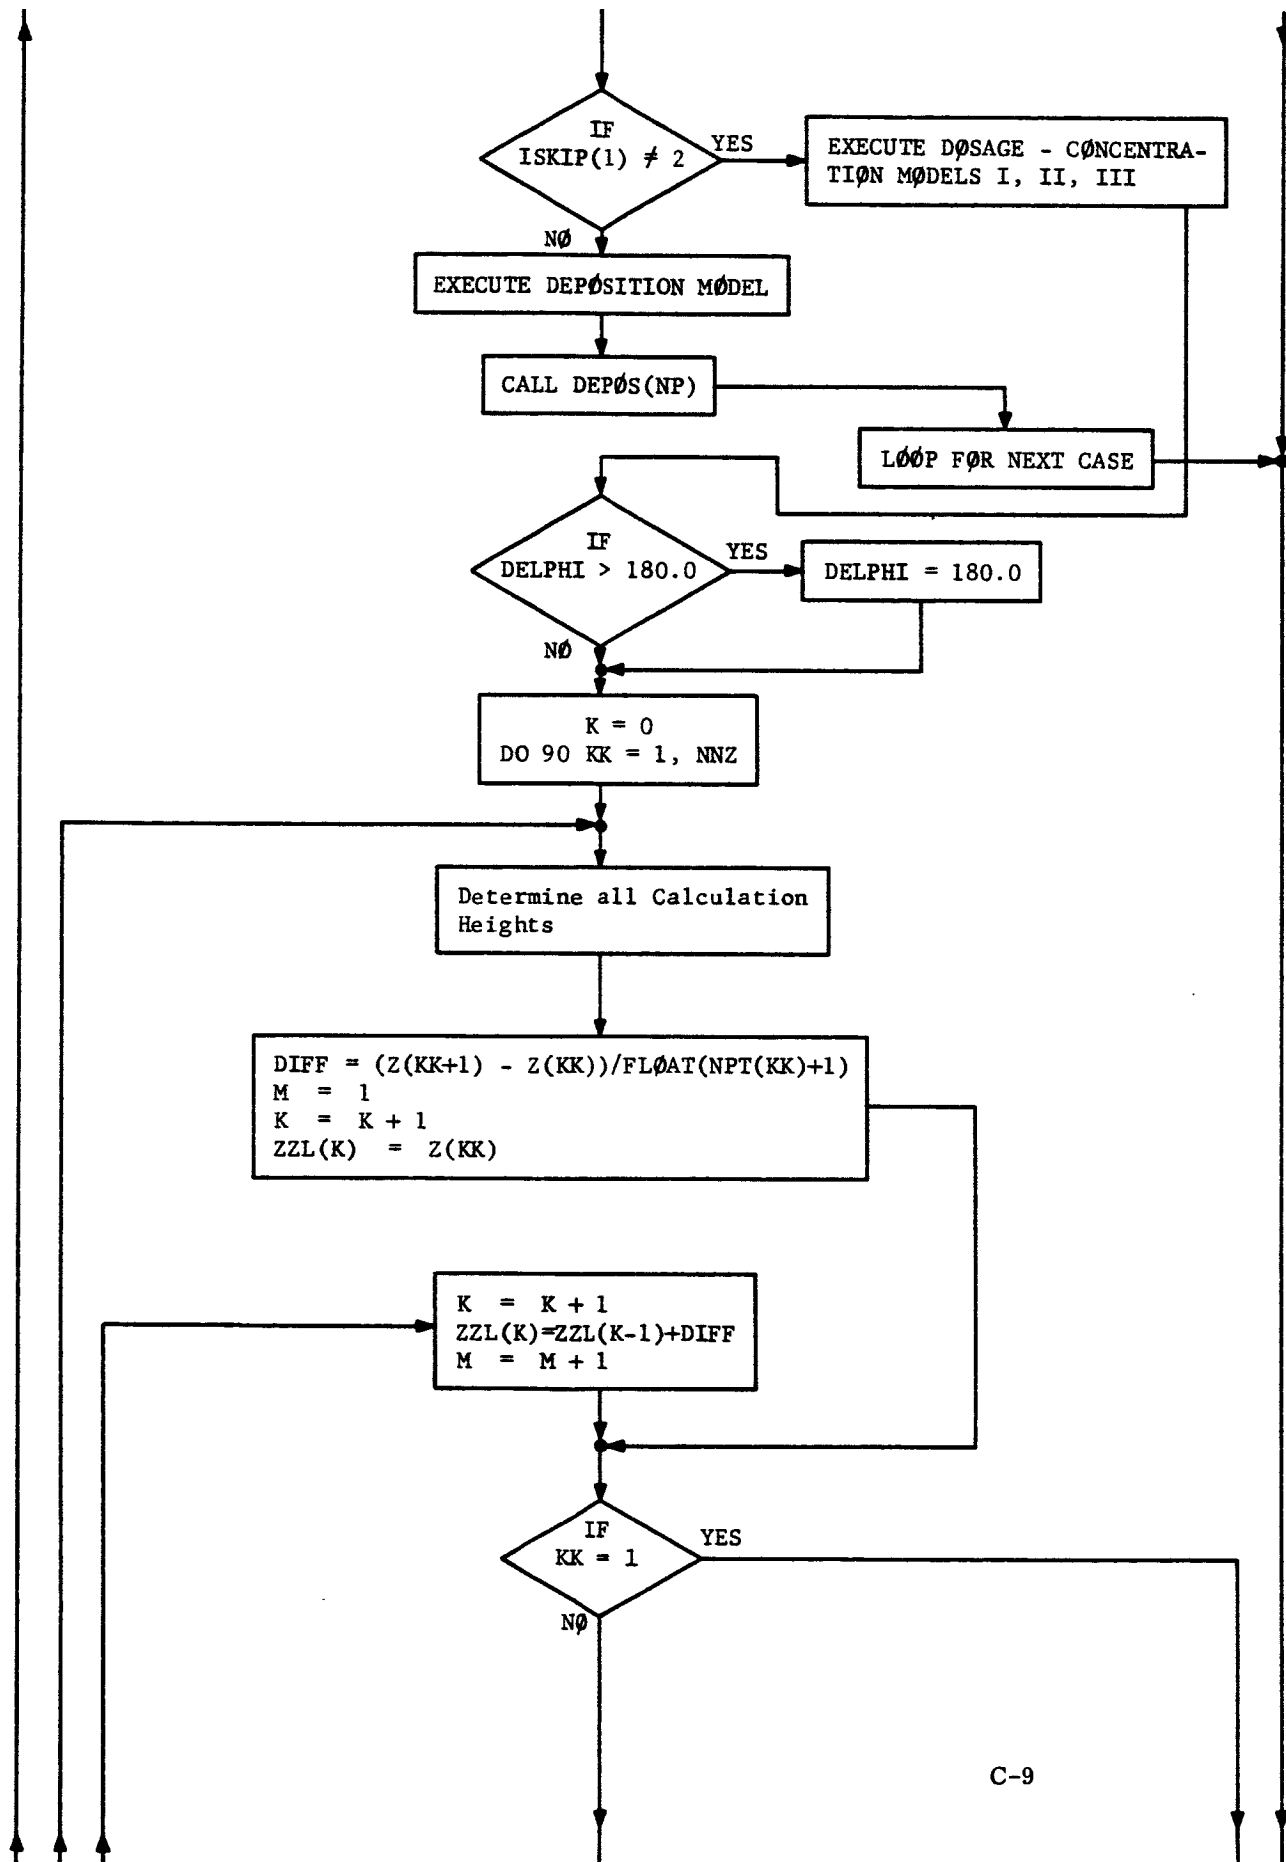 IF
ISKIP(1) ≠ 2
YES
EXECUTE DØSAGE - CØNCENTRA-
TIØN MØDELS I, II, III
NØ
EXECUTE DEPØSITION MØDEL
CALL DEPØS(NP)
LØØP FØR NEXT CASE
IF
DELPHI > 180.0
YES
DELPHI = 180.0
NØ
K = 0
DO 90 KK = 1, NNZ
Determine all Calculation
Heights
DIFF = (Z(KK+1) - Z(KK))/FLØAT(NPT(KK)+1)
M = 1
K = K + 1
ZZL(K) = Z(KK)
K = K + 1
ZZL(K)=ZZL(K-1)+DIFF
M = M + 1
IF
KK = 1
YES
NØ
C-9